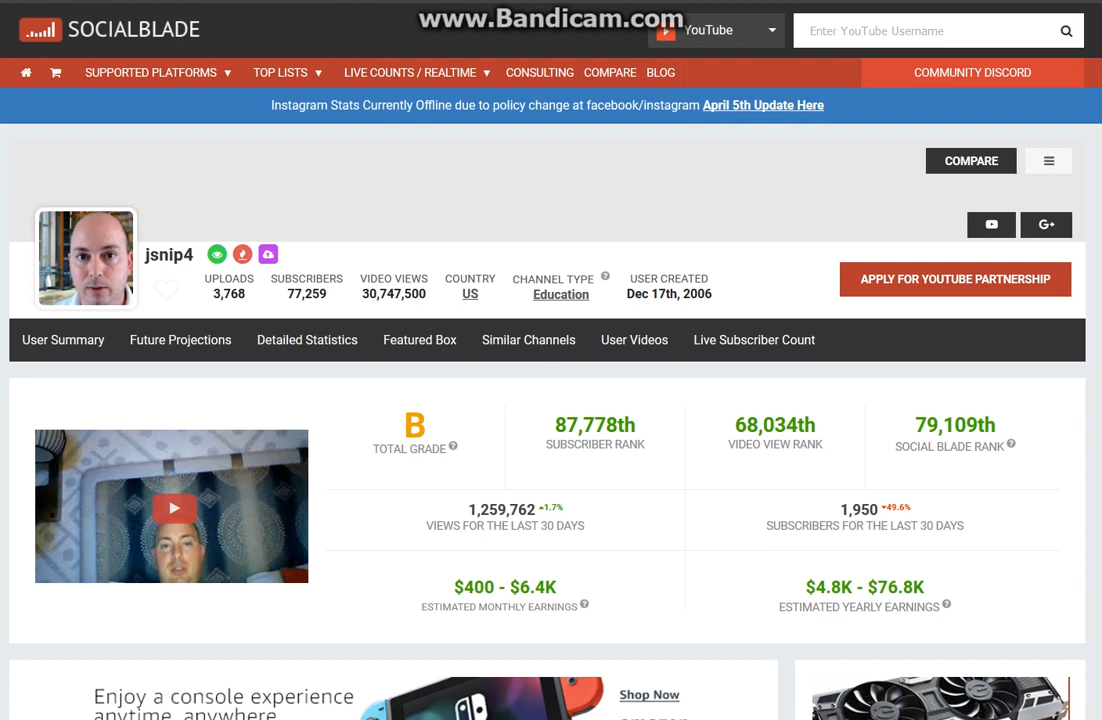 www.Bandicam.com
SOCIALBLADE
YouTube
Enter YouTube Username
SUPPORTED PLATFORMS ▼ TOP LISTS ▼ LIVE COUNTS / REALTIME ▼ CONSULTING COMPARE BLOG COMMUNITY DISCORD
Instagram Stats Currently Offline due to policy change at facebook/instagram April 5th Update Here
COMPARE
G+
jsnip4
UPLOADS SUBSCRIBERS VIDEO VIEWS COUNTRY CHANNEL TYPE ? USER CREATED
3,768 77,259 30,747,500 US Education Dec 17th, 2006
APPLY FOR YOUTUBE PARTNERSHIP
User Summary Future Projections Detailed Statistics Featured Box Similar Channels User Videos Live Subscriber Count
B 87,778th 68,034th 79,109th
TOTAL GRADE ? SUBSCRIBER RANK VIDEO VIEW RANK SOCIAL BLADE RANK ?
1,259,762 ▲1.7% 1,950 ▼49.6%
VIEWS FOR THE LAST 30 DAYS SUBSCRIBERS FOR THE LAST 30 DAYS
$400 - $6.4K $4.8K - $76.8K
ESTIMATED MONTHLY EARNINGS ? ESTIMATED YEARLY EARNINGS ?
Enjoy a console experience
anytime, anywhere
Shop Now
amazon